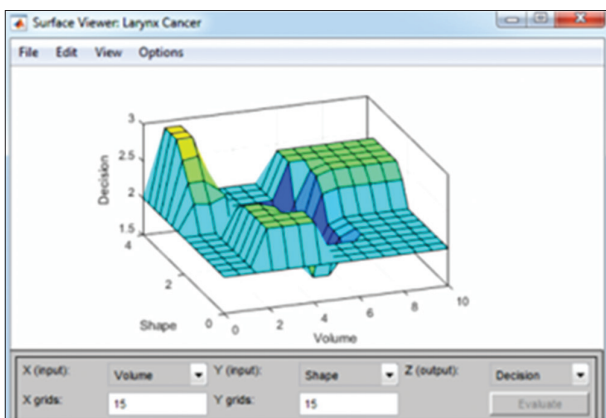 Surface Viewer: Larynx Cancer
File Edit View Options
3
2.5
2
1.5
Decision
4
2
0
Shape
0
2
4
6
8
10
Volume
X (input): Volume Y (input): Shape Z (output): Decision
X grids: 15 Y grids: 15 Evaluate